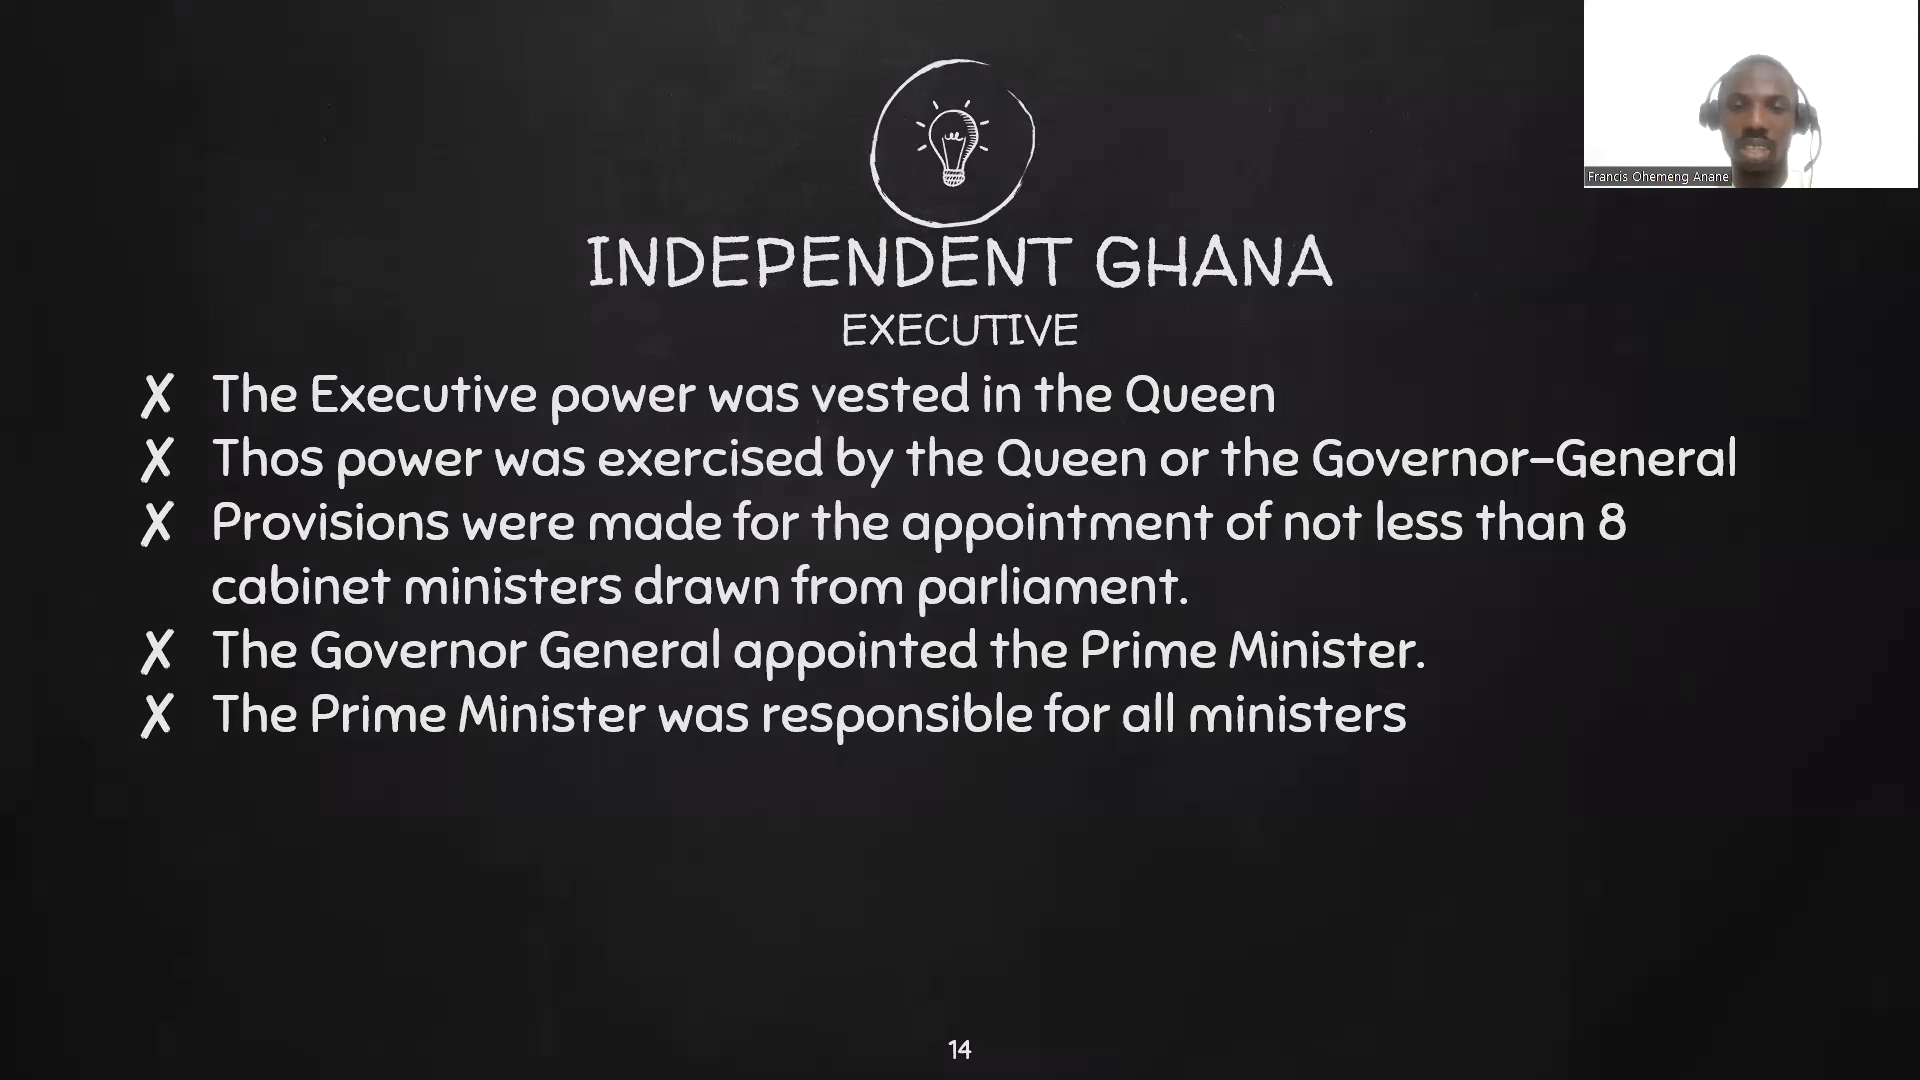 Francis Ohemeng Anane
INDEPENDENT GHANA
EXECUTIVE
✗ The Executive power was vested in the Queen
✗ Thos power was exercised by the Queen or the Governor-General
✗ Provisions were made for the appointment of not less than 8
cabinet ministers drawn from parliament.
✗ The Governor General appointed the Prime Minister.
✗ The Prime Minister was responsible for all ministers
14